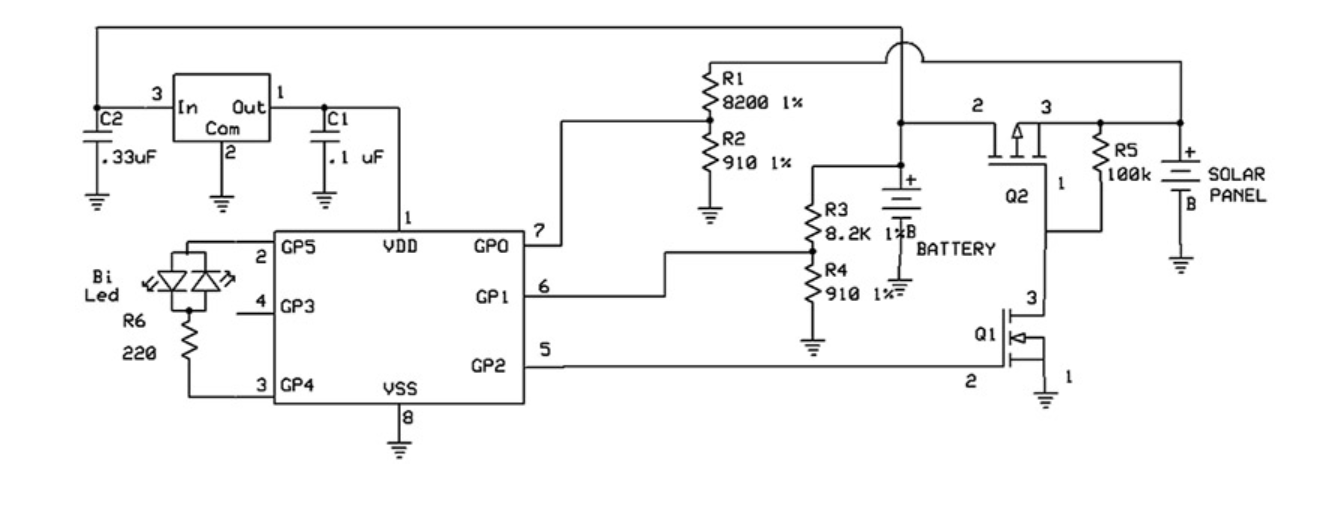 3
In
Out
1
Com
2
C2
.33uF
C1
.1 uF
R1
8200 1%
R2
910 1%
2
3
R5
100k
+
SOLAR
PANEL
B
Q2
1
+
R3
8.2K 1%
B
BATTERY
R4
910 1%
1
VDD
GP5
2
GP0
7
Bi
Led
4
GP3
GP1
6
R6
220
3
GP4
GP2
5
VSS
8
3
Q1
2
1